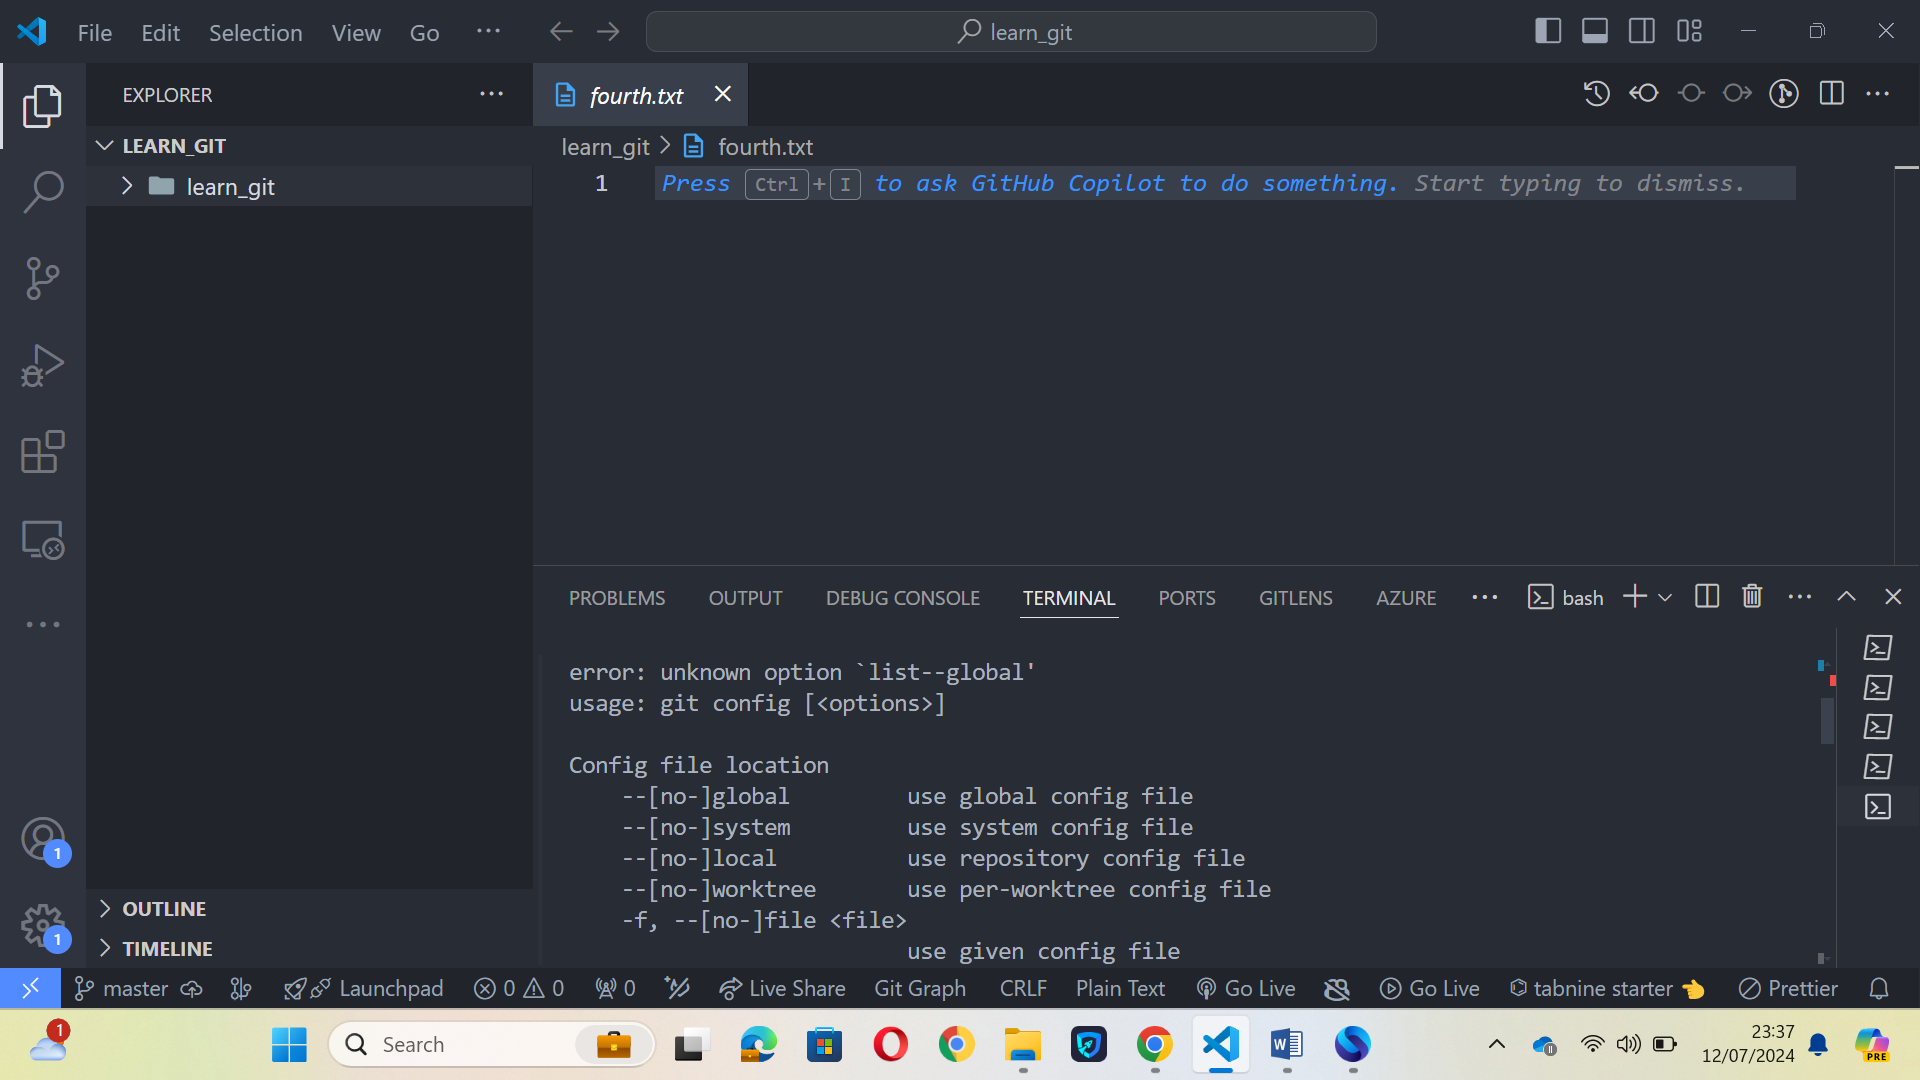 File Edit Selection View Go ··· learn_git
EXPLORER ···
LEARN_GIT
learn_git
OUTLINE
TIMELINE
fourth.txt
learn_git > fourth.txt
1 Press Ctrl+I to ask GitHub Copilot to do something. Start typing to dismiss.
PROBLEMS OUTPUT DEBUG CONSOLE TERMINAL PORTS GITLENS AZURE ··· bash
error: unknown option `list--global'
usage: git config [<options>]
Config file location
--[no-]global use global config file
--[no-]system use system config file
--[no-]local use repository config file
--[no-]worktree use per-worktree config file
-f, --[no-]file <file>
use given config file
1
1
master Launchpad 0 0 0 Live Share Git Graph CRLF Plain Text Go Live Go Live tabnine starter Prettier
1 Search 23:37 PRE
12/07/2024